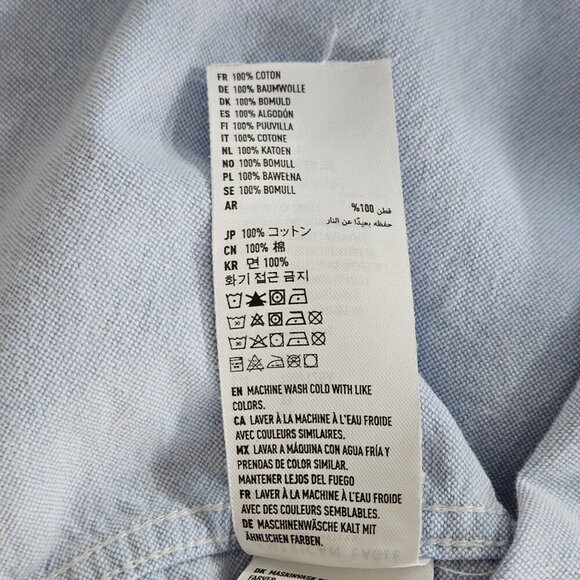 FR 100% COTON
DE 100% BAUMWOLLE
DK 100% BOMULD
ES 100% ALGODÓN
FI 100% PUUVILLA
IT 100% COTONE
NL 100% KATOEN
NO 100% BOMULL
PL 100% BAWEŁNA
SE 100% BOMULL
AR قطن 100%
حفظه بعيدًا عن النار
JP 100% コットン
CN 100% 棉
KR 면 100%
화기 접근 금지
EN MACHINE WASH COLD WITH LIKE
COLORS.
CA LAVER À LA MACHINE À L'EAU FROIDE
AVEC COULEURS SIMILAIRES.
MX LAVAR A MÁQUINA CON AGUA FRÍA Y
PRENDAS DE COLOR SIMILAR.
MANTENER LEJOS DEL FUEGO
FR LAVER À LA MACHINE À L'EAU FROIDE
AVEC DES COULEURS SEMBLABLES.
DE MASCHINENWÄSCHE KALT MIT
ÄHNLICHEN FARBEN.
DK MASKINVASK
FARVER